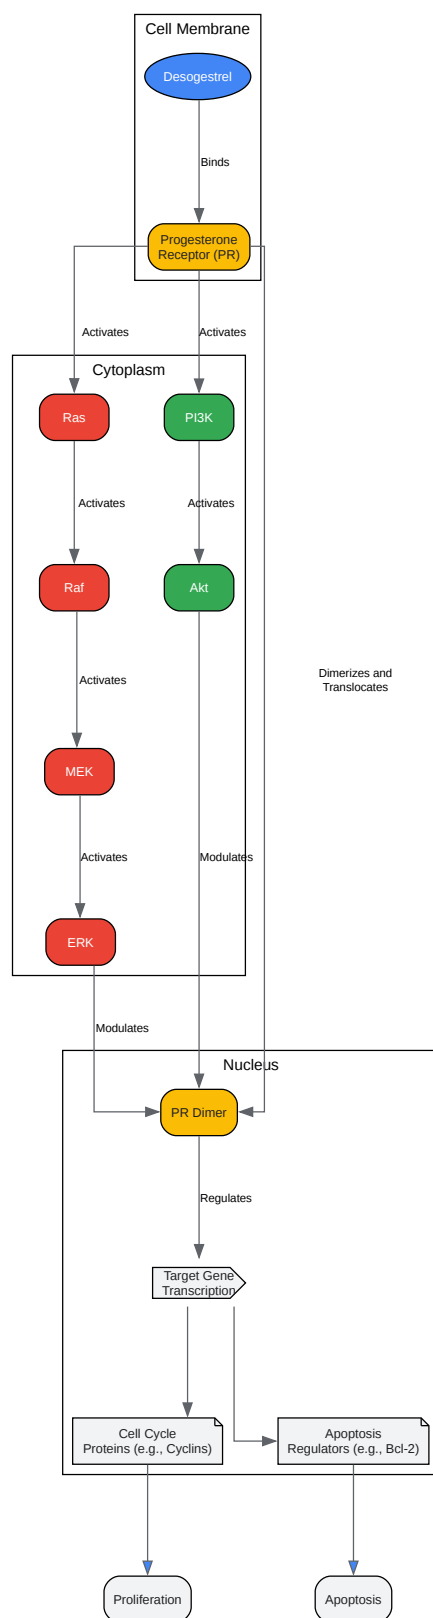 Cell Membrane
Desogestrel
Binds
Progesterone
Receptor (PR)
Activates
Activates
Cytoplasm
Ras
PI3K
Activates
Activates
Raf
Akt
Dimerizes and
Translocates
Activates
MEK
Activates
Modulates
ERK
Modulates
Nucleus
PR Dimer
Regulates
Target Gene
Transcription
Cell Cycle
Proteins (e.g., Cyclins)
Apoptosis
Regulators (e.g., Bcl-2)
Proliferation
Apoptosis